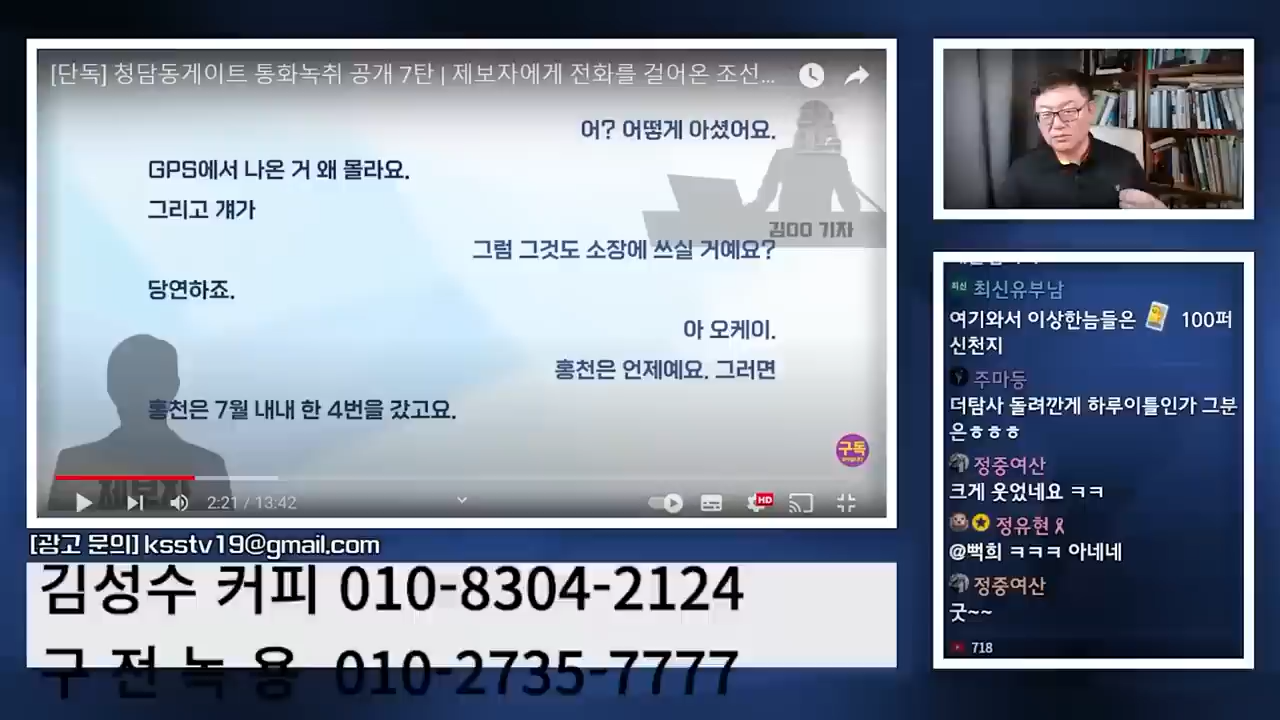 [단독] 청담동게이트 통화녹취 공개 7탄 | 제보자에게 전화를 걸어온 조선...
어? 어떻게 아셨어요.
GPS에서 나온 거 왜 몰라요.
그리고 걔가
김OO 기자
그럼 그것도 소장에 쓰실 거예요?
당연하죠.
아 오케이.
홍천은 언제예요. 그러면
홍천은 7월 내내 한 4번을 갔고요.
구독
제보자
2:21 / 13:42
HD
[광고 문의] ksstv19@gmail.com
김성수 커피 010-8304-2124
구 전 녹 용 010-2735-7777
최신 최신유부남
여기와서 이상한늠들은 100퍼
신천지
주마등
더탐사 돌려깐게 하루이틀인가 그분
은ㅎㅎㅎ
정중여산
크게 웃었네요 ㅋㅋ
정유현
@뻑희 ㅋㅋㅋ 아네네
정중여산
굿~~
718